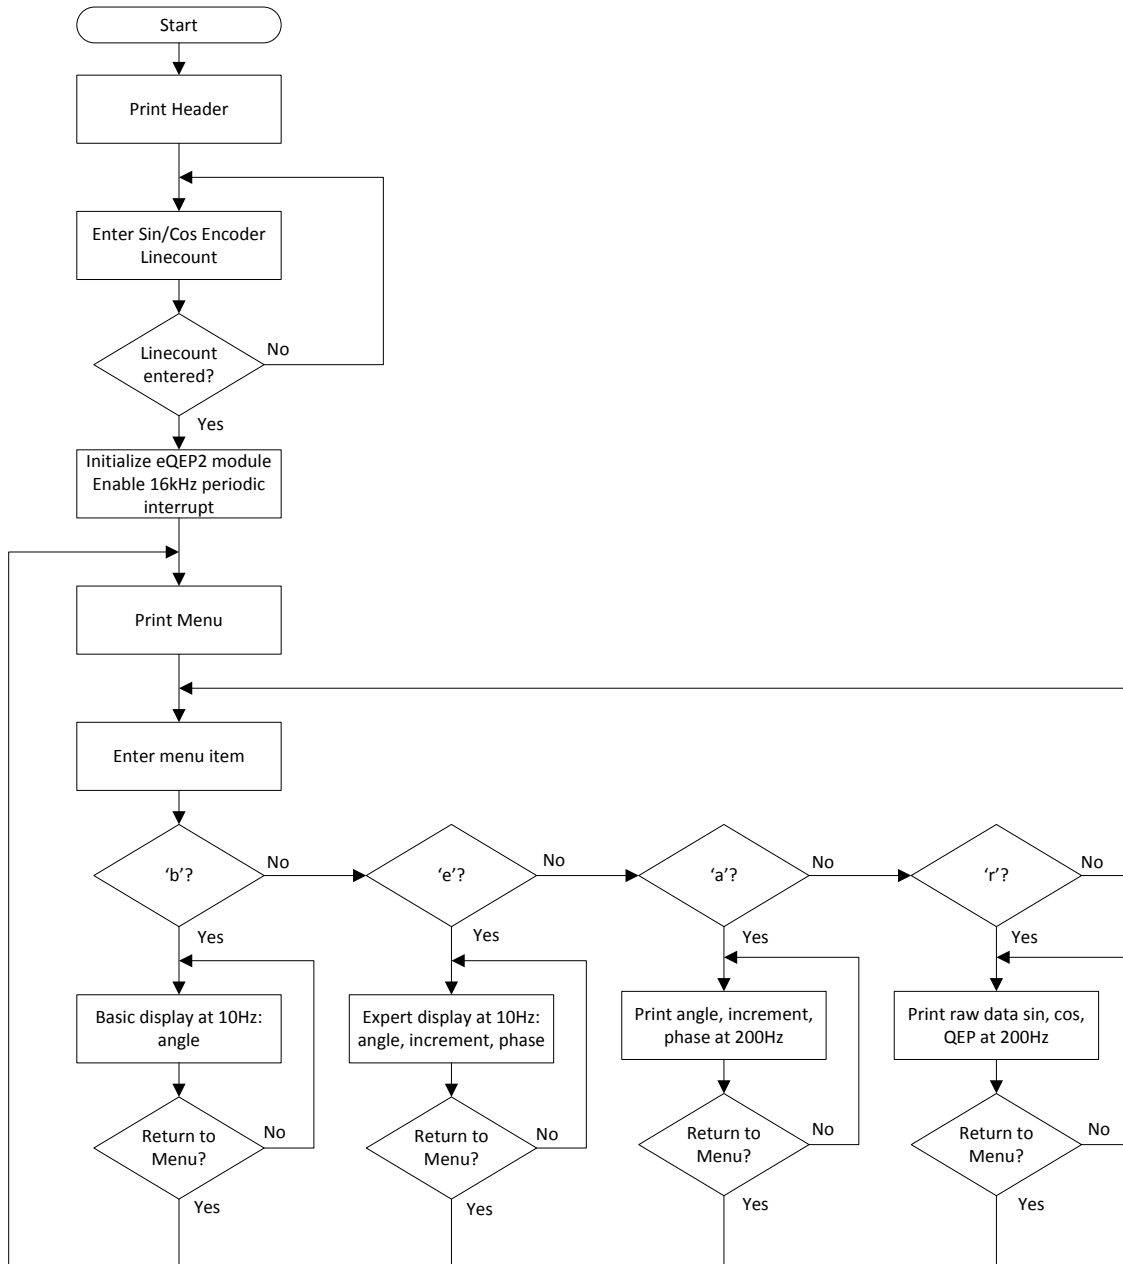 Start
Print Header
Enter Sin/Cos Encoder
Linecount
Linecount
entered?
No
Yes
Initialize eQEP2 module
Enable 16kHz periodic
interrupt
Print Menu
Enter menu item
‘b’?
No
‘e’?
No
‘a’?
No
‘r’?
No
Yes
Yes
Yes
Yes
Basic display at 10Hz:
angle
Expert display at 10Hz:
angle, increment, phase
Print angle, increment,
phase at 200Hz
Print raw data sin, cos,
QEP at 200Hz
Return to
Menu?
No
Return to
Menu?
No
Return to
Menu?
No
Return to
Menu?
No
Yes
Yes
Yes
Yes